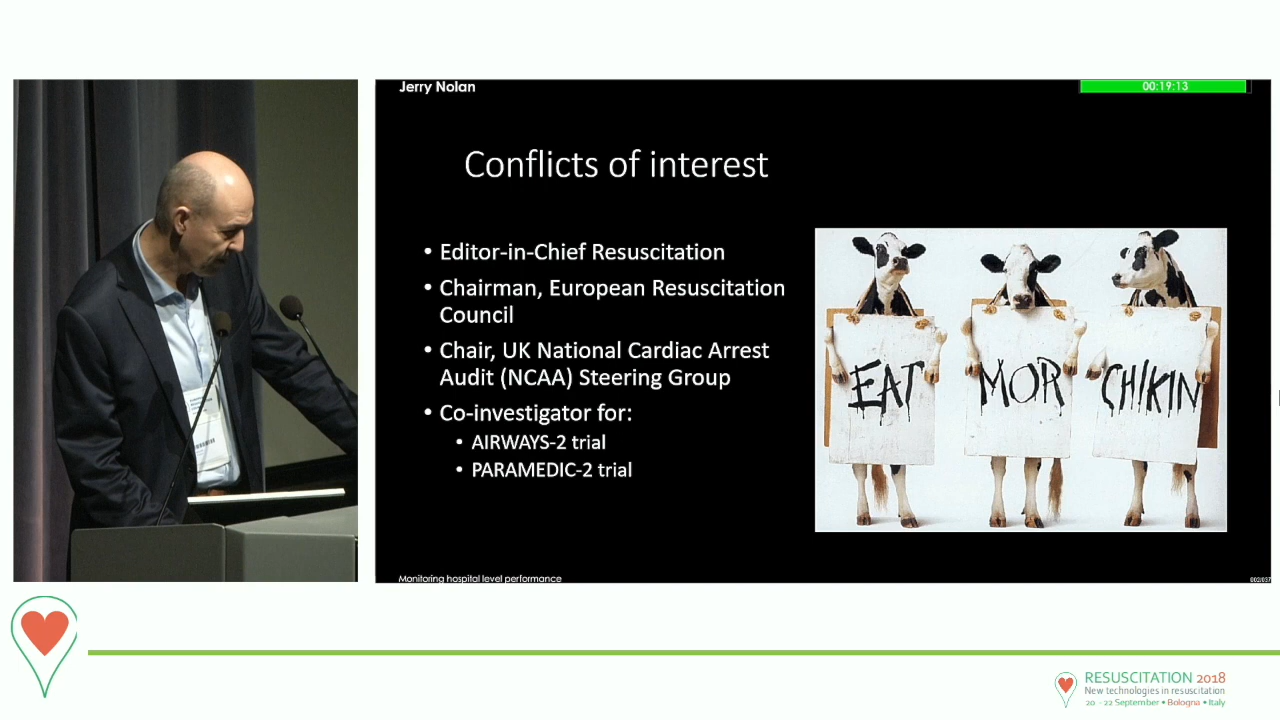 Jerry Nolan
00:19:13
Conflicts of interest
• Editor-in-Chief Resuscitation
• Chairman, European Resuscitation
Council
• Chair, UK National Cardiac Arrest
Audit (NCAA) Steering Group
• Co-investigator for:
• AIRWAYS-2 trial
• PARAMEDIC-2 trial
EAT MOR CHIKIN
Monitoring hospital level performance
002/037
RESUSCITATION 2018
New technologies in resuscitation
20 - 22 September • Bologna • Italy